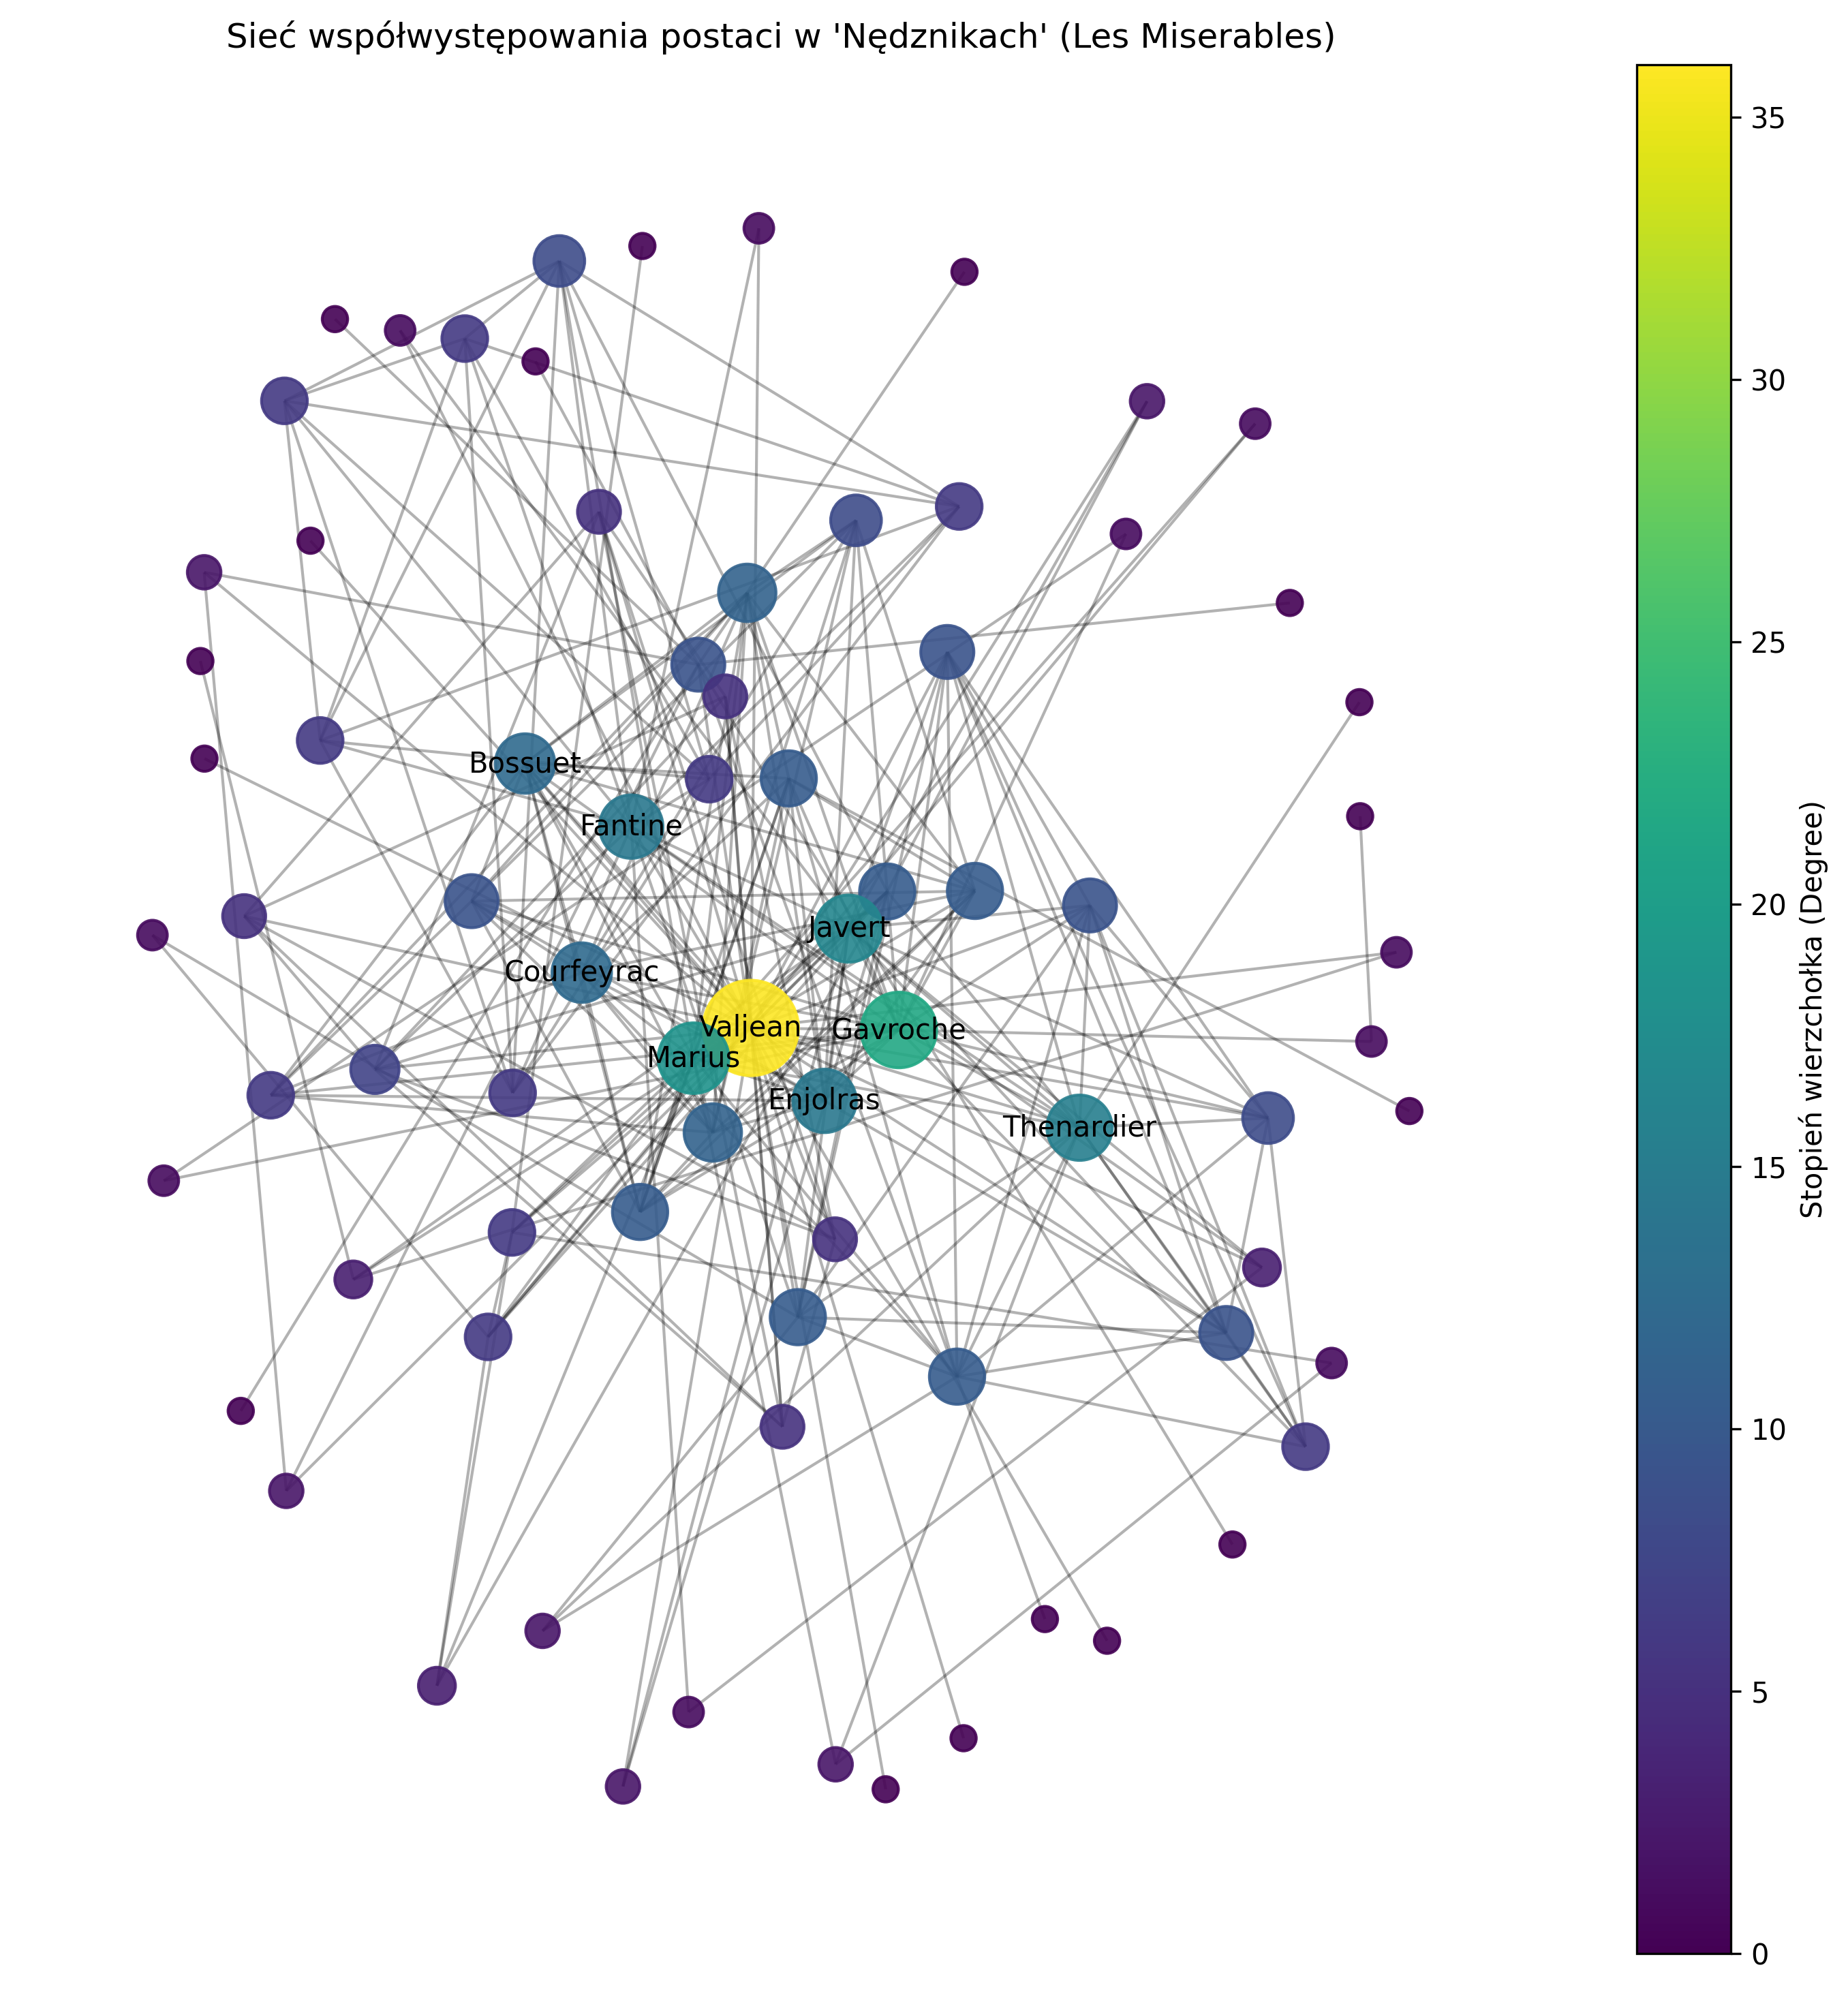 Sieć współwystępowania postaci w 'Nędznikach' (Les Miserables)
35
30
25
20
15
10
5
0
Stopień wierzchołka (Degree)
Bossuet
Fantine
Javert
Courfeyrac
Valjean
Gavroche
Marius
Enjolras
Thenardier